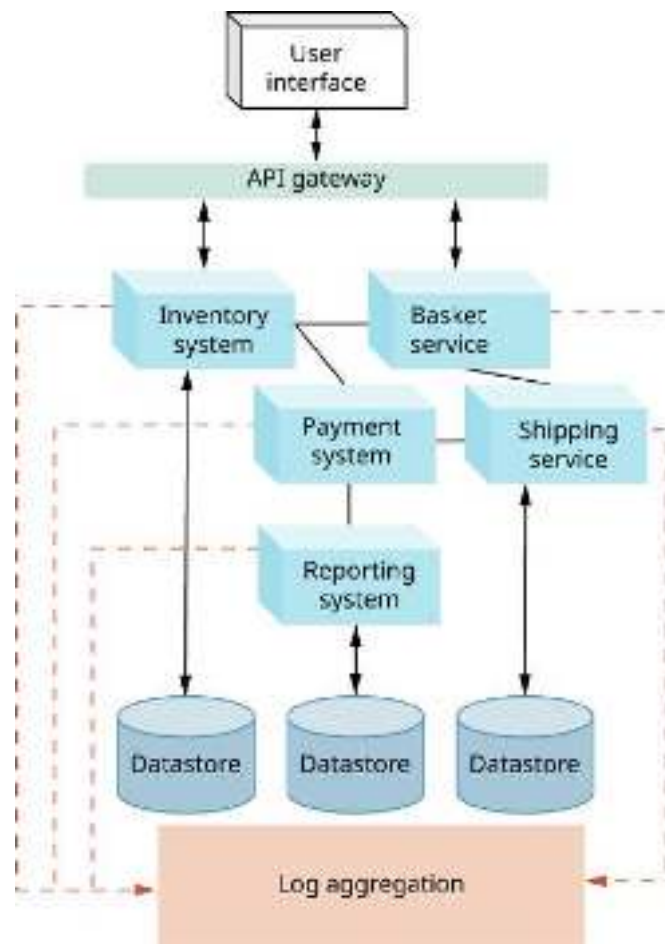 User
interface
API gateway
Inventory
system
Basket
service
Payment
system
Shipping
service
Reporting
system
Datastore
Datastore
Datastore
Log aggregation